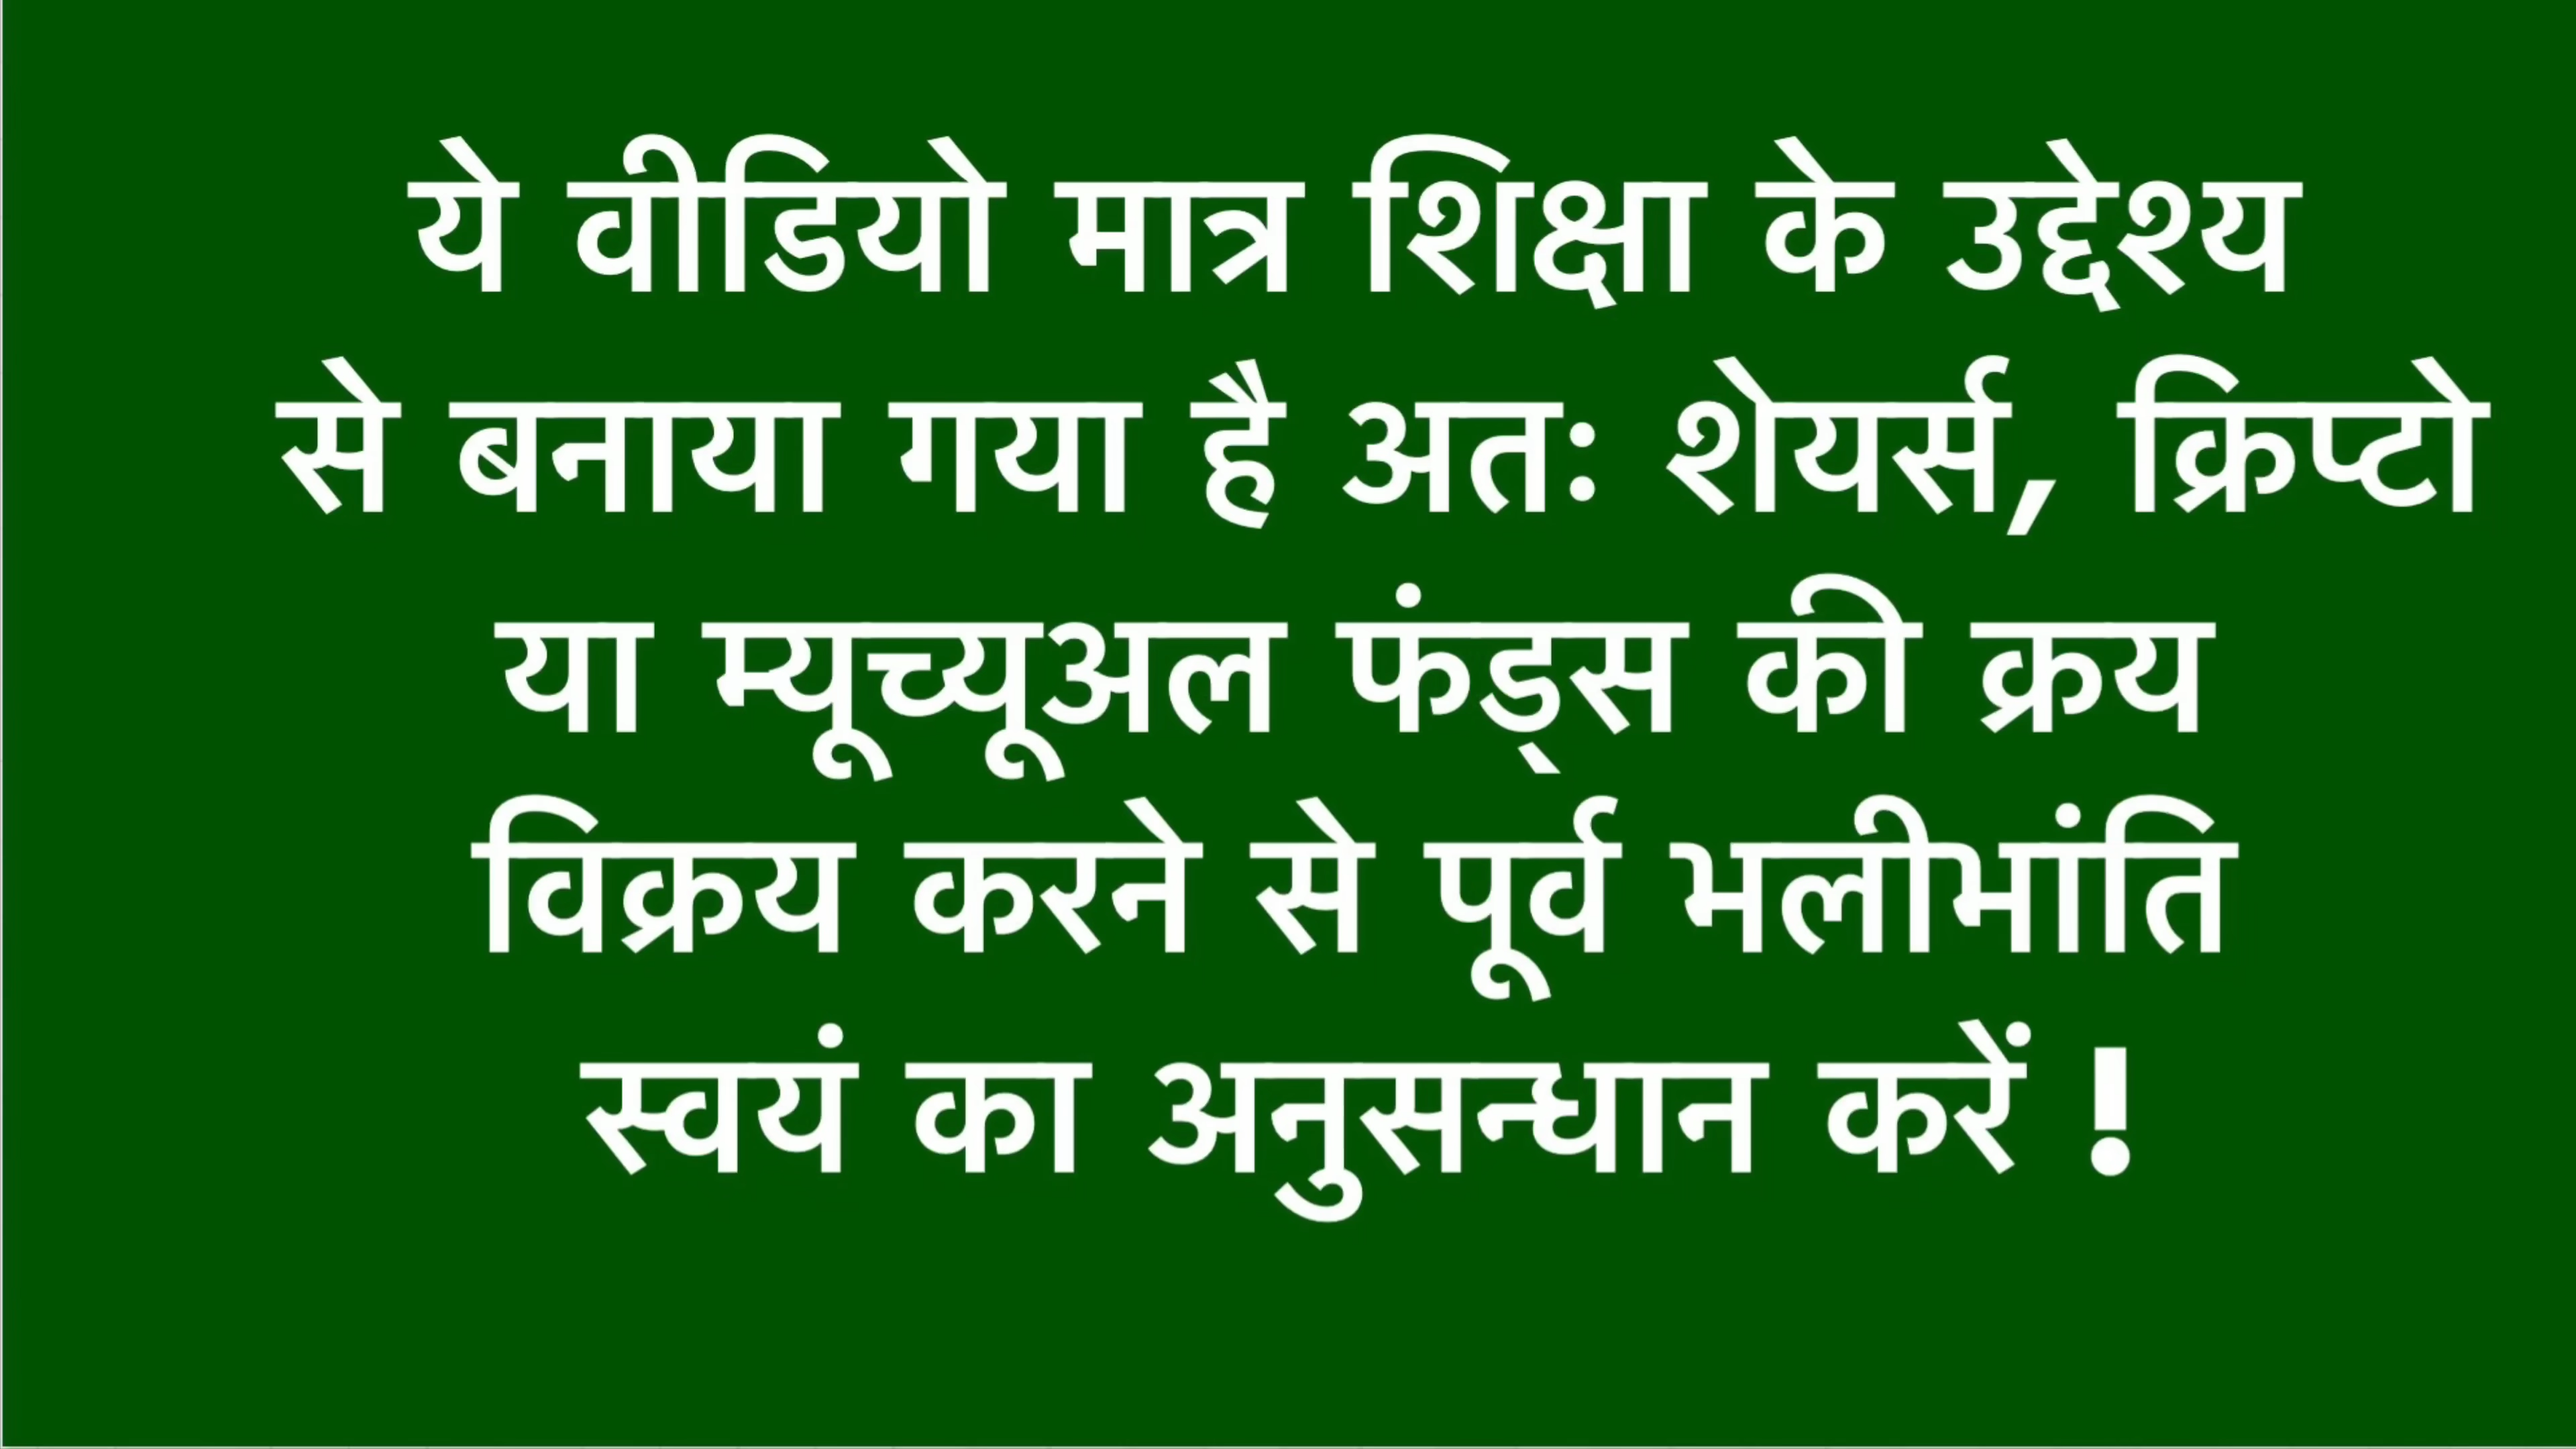 ये वीडियो मात्र शिक्षा के उद्देश्य
से बनाया गया है अतः शेयर्स, क्रिप्टो
या म्यूच्यूअल फंड्स की क्रय
विक्रय करने से पूर्व भलीभांति
स्वयं का अनुसन्धान करें !